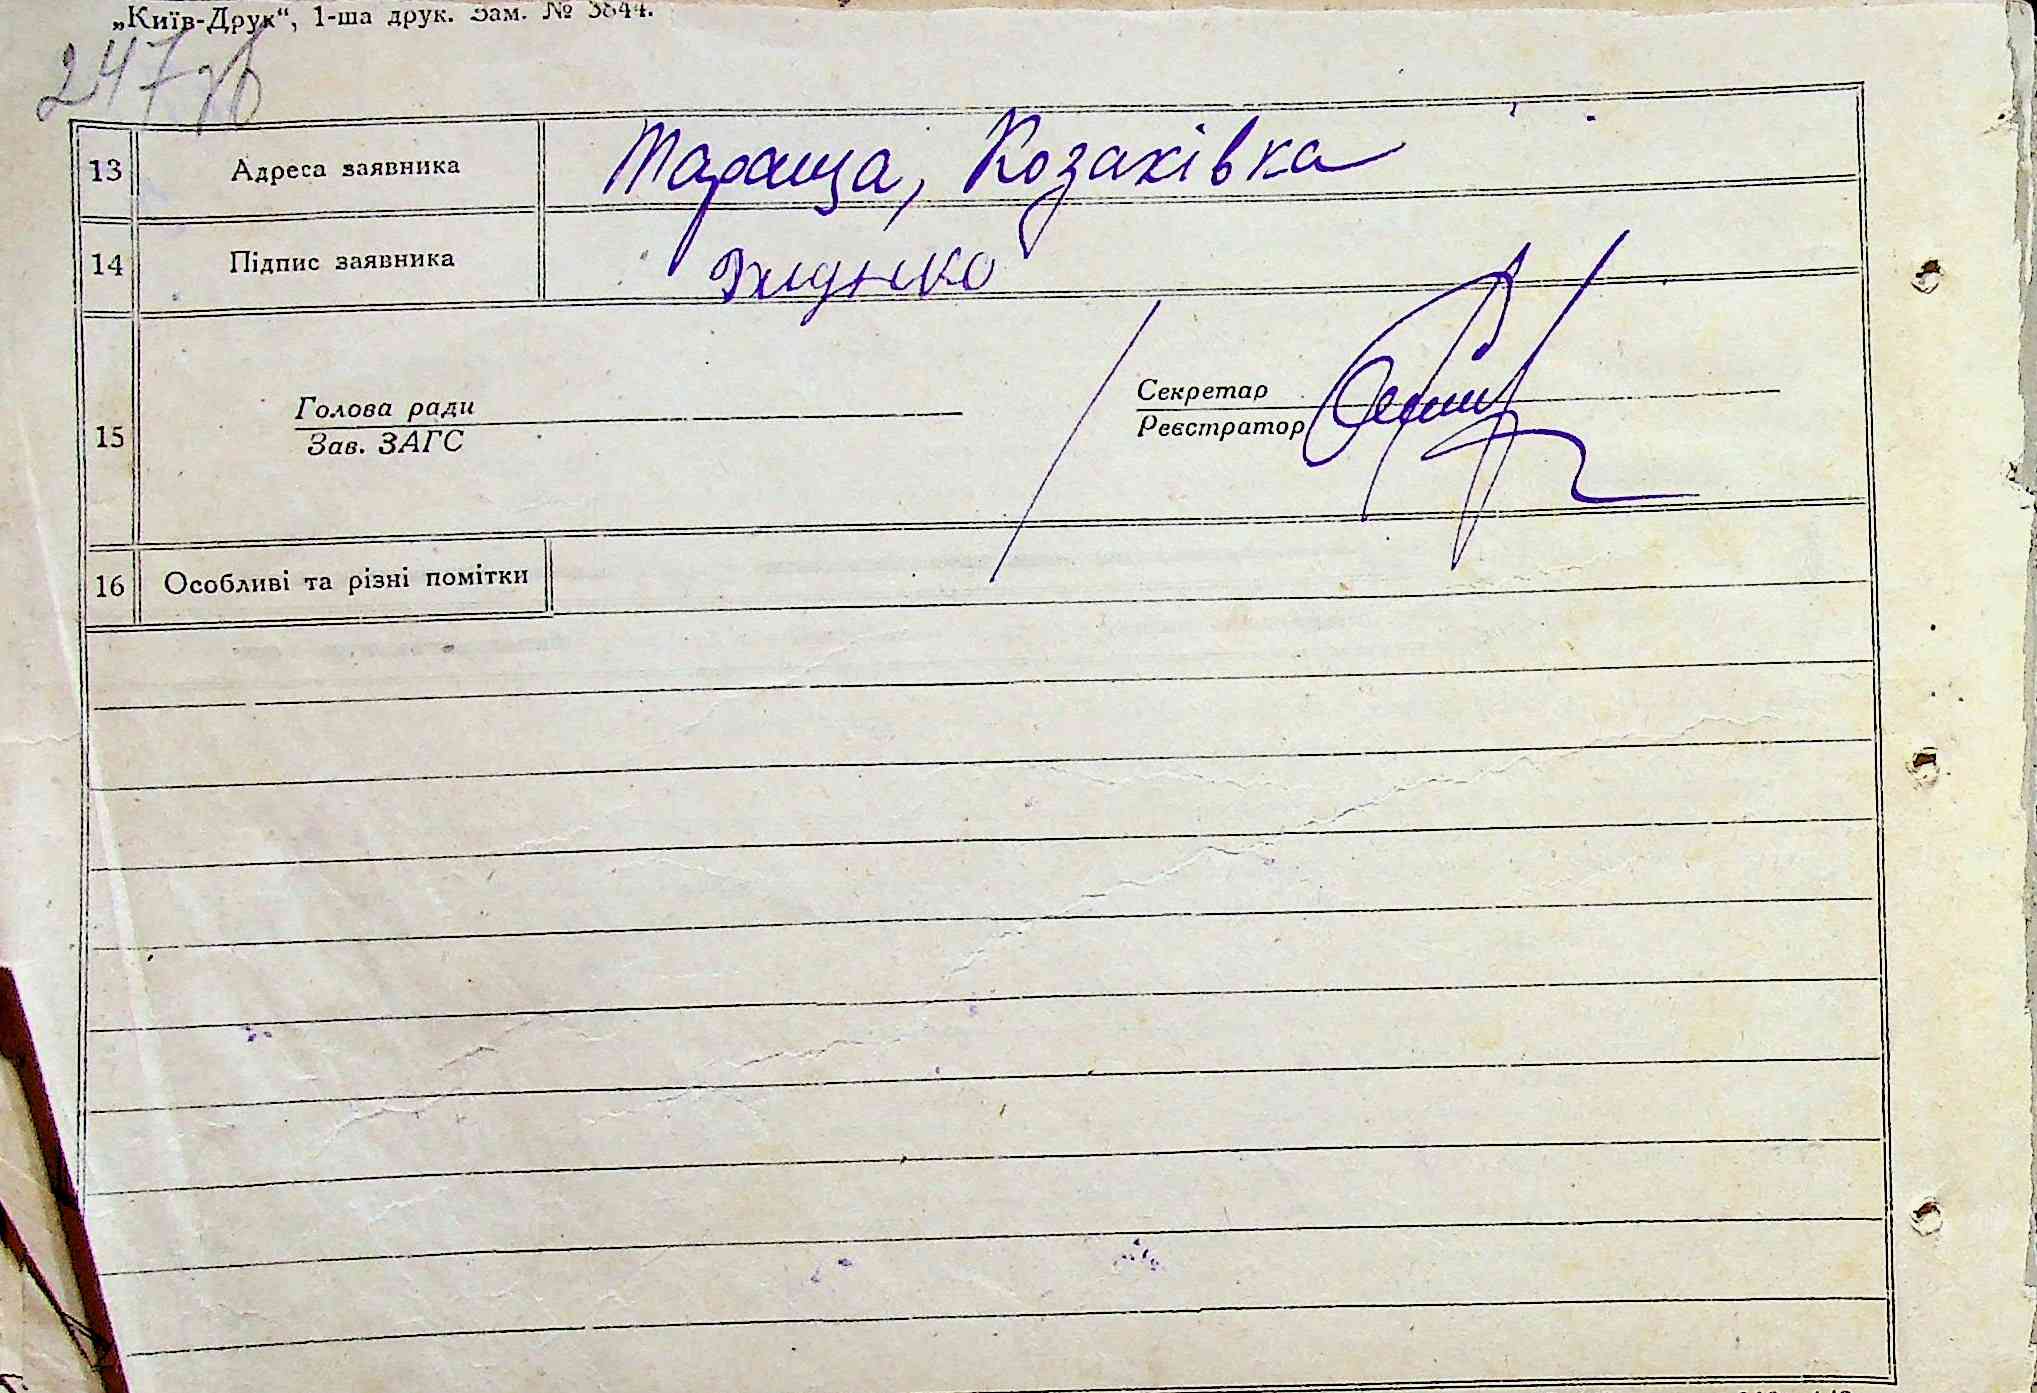 „Київ-Друк“, 1-ша друк. Зам. № 3844.
247зв
13 Адреса заявника Тараща, Козахівка
14 Підпис заявника
15 Голова ради Секретар
Зав. ЗАГС Реєстратор
16 Особливі та різні помітки